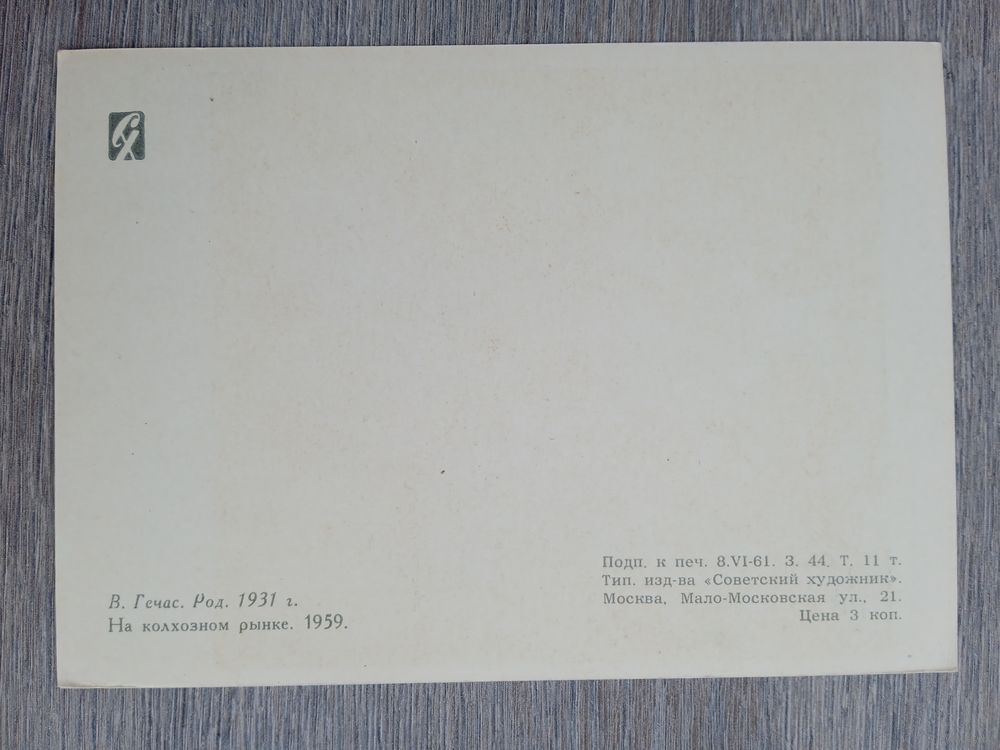 СХ
В. Гечас. Род. 1931 г.
На колхозном рынке. 1959.
Подп. к печ. 8.VI-61. З. 44. Т. 11 т.
Тип. изд-ва «Советский художник».
Москва, Мало-Московская ул., 21.
Цена 3 коп.